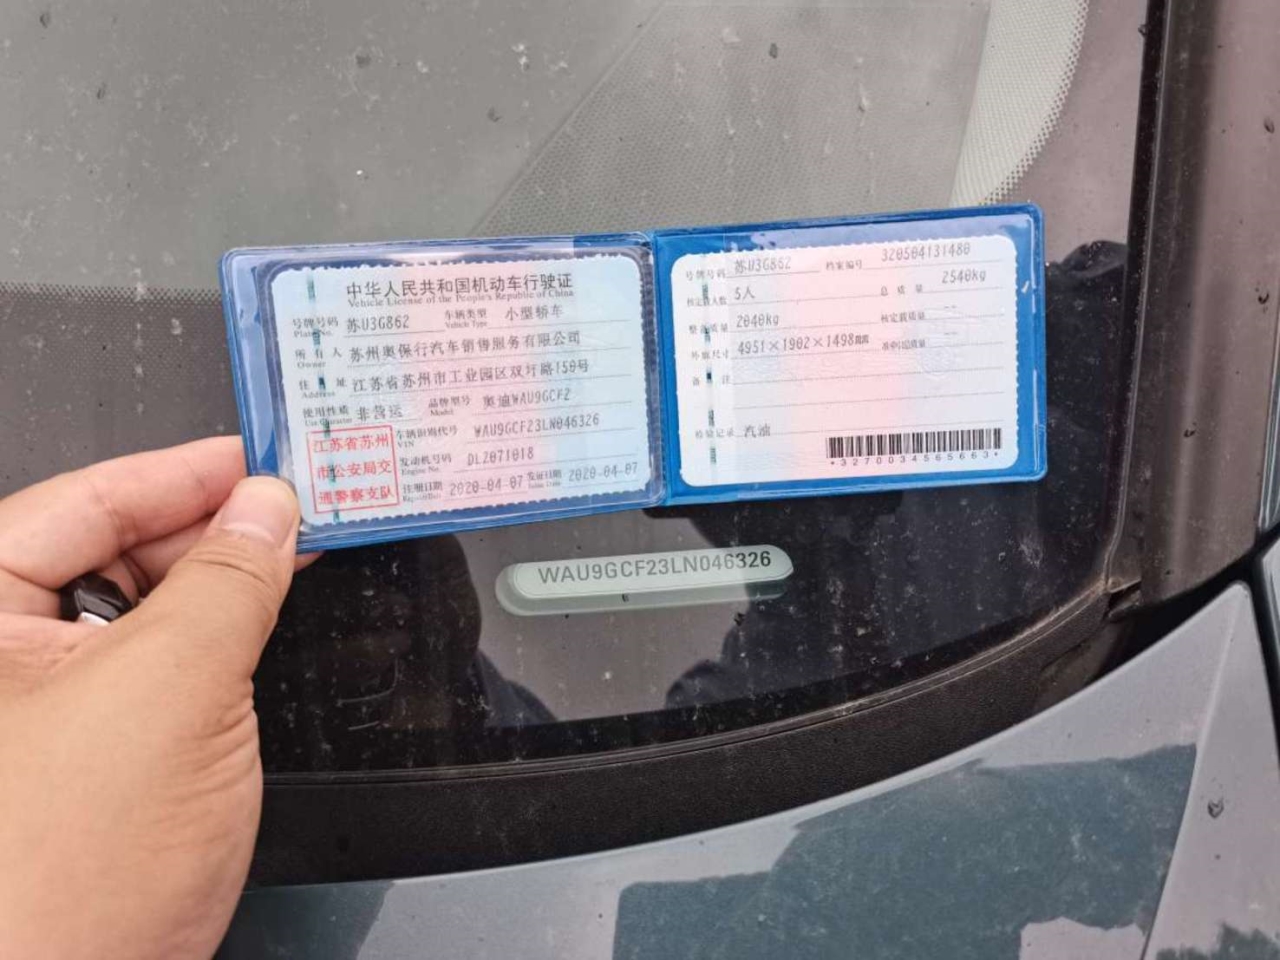 中华人民共和国机动车行驶证
Vehicle License of the People's Republic of China
号牌号码 苏U3G862 车辆类型 小型轿车
Plate No. Vehicle Type
所有人 苏州奥保行汽车销售服务有限公司
Owner
住址 江苏省苏州市工业园区双圩路150号
Address
使用性质 非营运 品牌型号 奥迪WAU9GCF2
Use Character Model
江苏省苏州
市公安局交
通警察支队
车辆识别代号 WAU9GCF23LN046326
VIN
发动机号码 DL2071018
Engine No.
注册日期 2020-04-07 发证日期 2020-04-07
Register Date Issue Date
号牌号码 苏U3G862 档案编号 320504131480
核定载人数 5人 总质量 2540kg
整备质量 2040kg 核定载质量 --
外廓尺寸 4951×1902×1498mm 准牵引总质量 --
备注
检验记录 汽油
*3270034565663*
WAU9GCF23LN046326